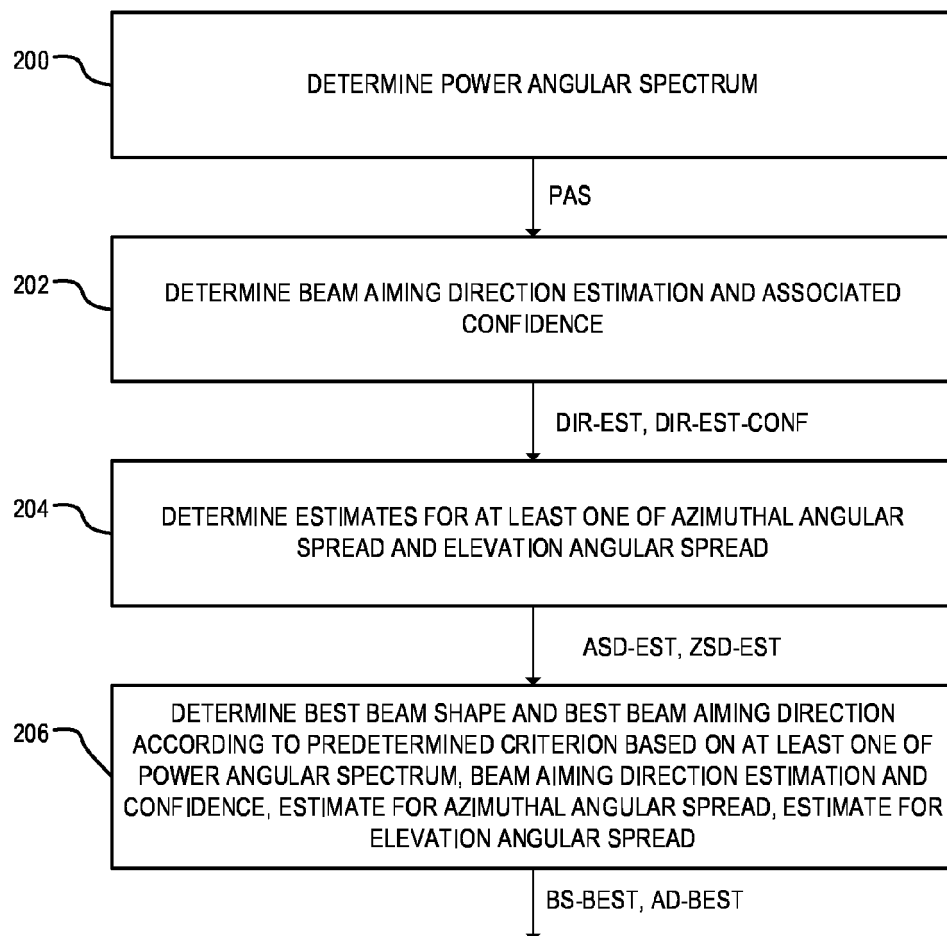 200
DETERMINE POWER ANGULAR SPECTRUM
PAS
202
DETERMINE BEAM AIMING DIRECTION ESTIMATION AND ASSOCIATED
CONFIDENCE
DIR-EST, DIR-EST-CONF
204
DETERMINE ESTIMATES FOR AT LEAST ONE OF AZIMUTHAL ANGULAR
SPREAD AND ELEVATION ANGULAR SPREAD
ASD-EST, ZSD-EST
206
DETERMINE BEST BEAM SHAPE AND BEST BEAM AIMING DIRECTION
ACCORDING TO PREDETERMINED CRITERION BASED ON AT LEAST ONE OF
POWER ANGULAR SPECTRUM, BEAM AIMING DIRECTION ESTIMATION AND
CONFIDENCE, ESTIMATE FOR AZIMUTHAL ANGULAR SPREAD, ESTIMATE FOR
ELEVATION ANGULAR SPREAD
BS-BEST, AD-BEST